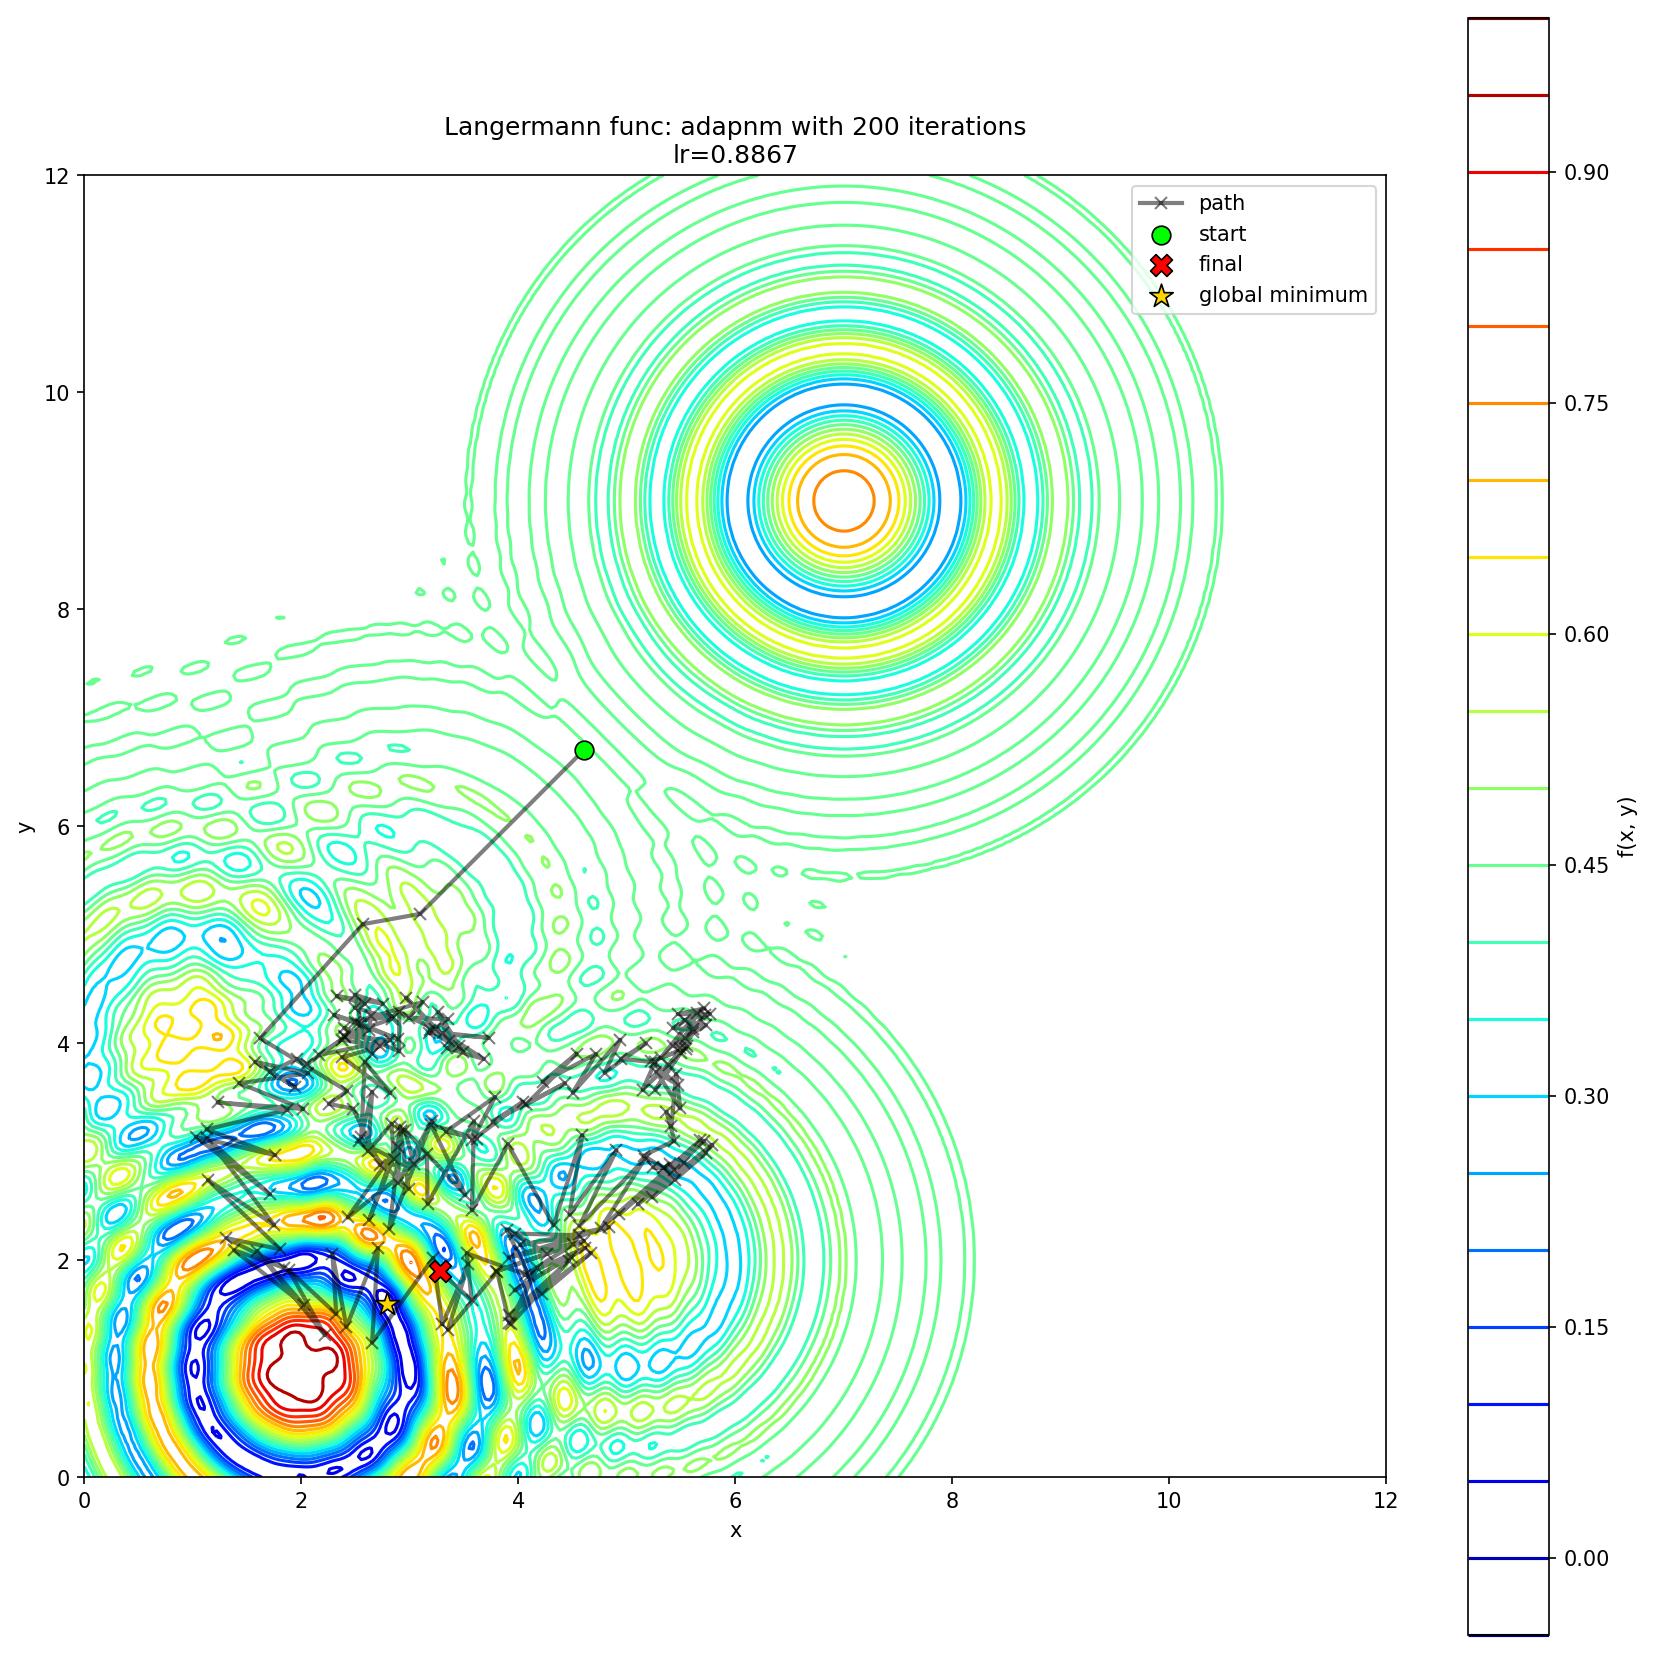 Langermann func: adapnm with 200 iterations
lr=0.8867
path
start
final
global minimum
12
10
8
6
4
2
0
y
0
2
4
6
8
10
12
x
0.90
0.75
0.60
0.45
0.30
0.15
0.00
f(x, y)